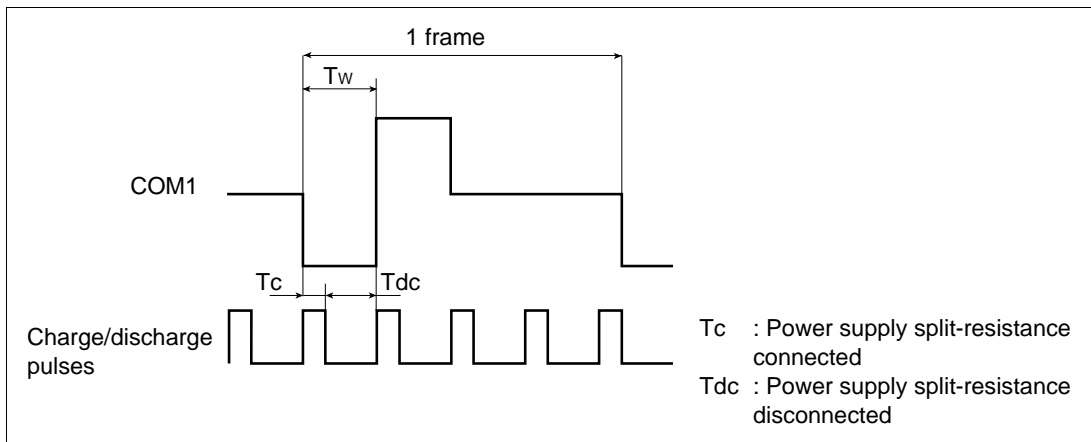 1 frame
Tw
COM1
Tc
Tdc
Charge/discharge
pulses
Tc : Power supply split-resistance
connected
Tdc : Power supply split-resistance
disconnected